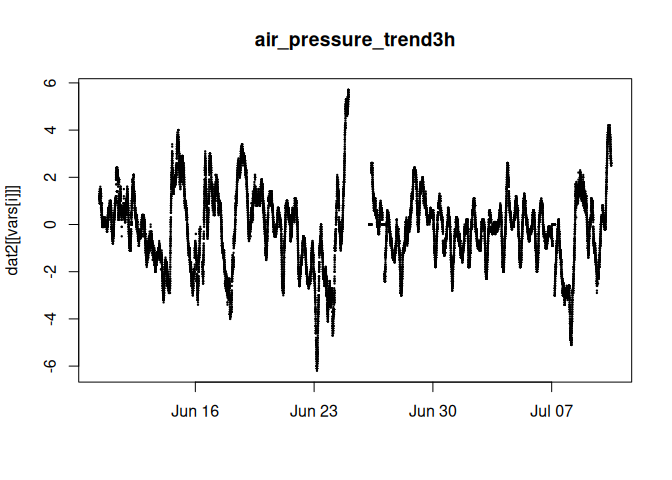 air_pressure_trend3h
dat2[[vars[i]]]
6
4
2
0
-2
-4
-6
Jun 16
Jun 23
Jun 30
Jul 07